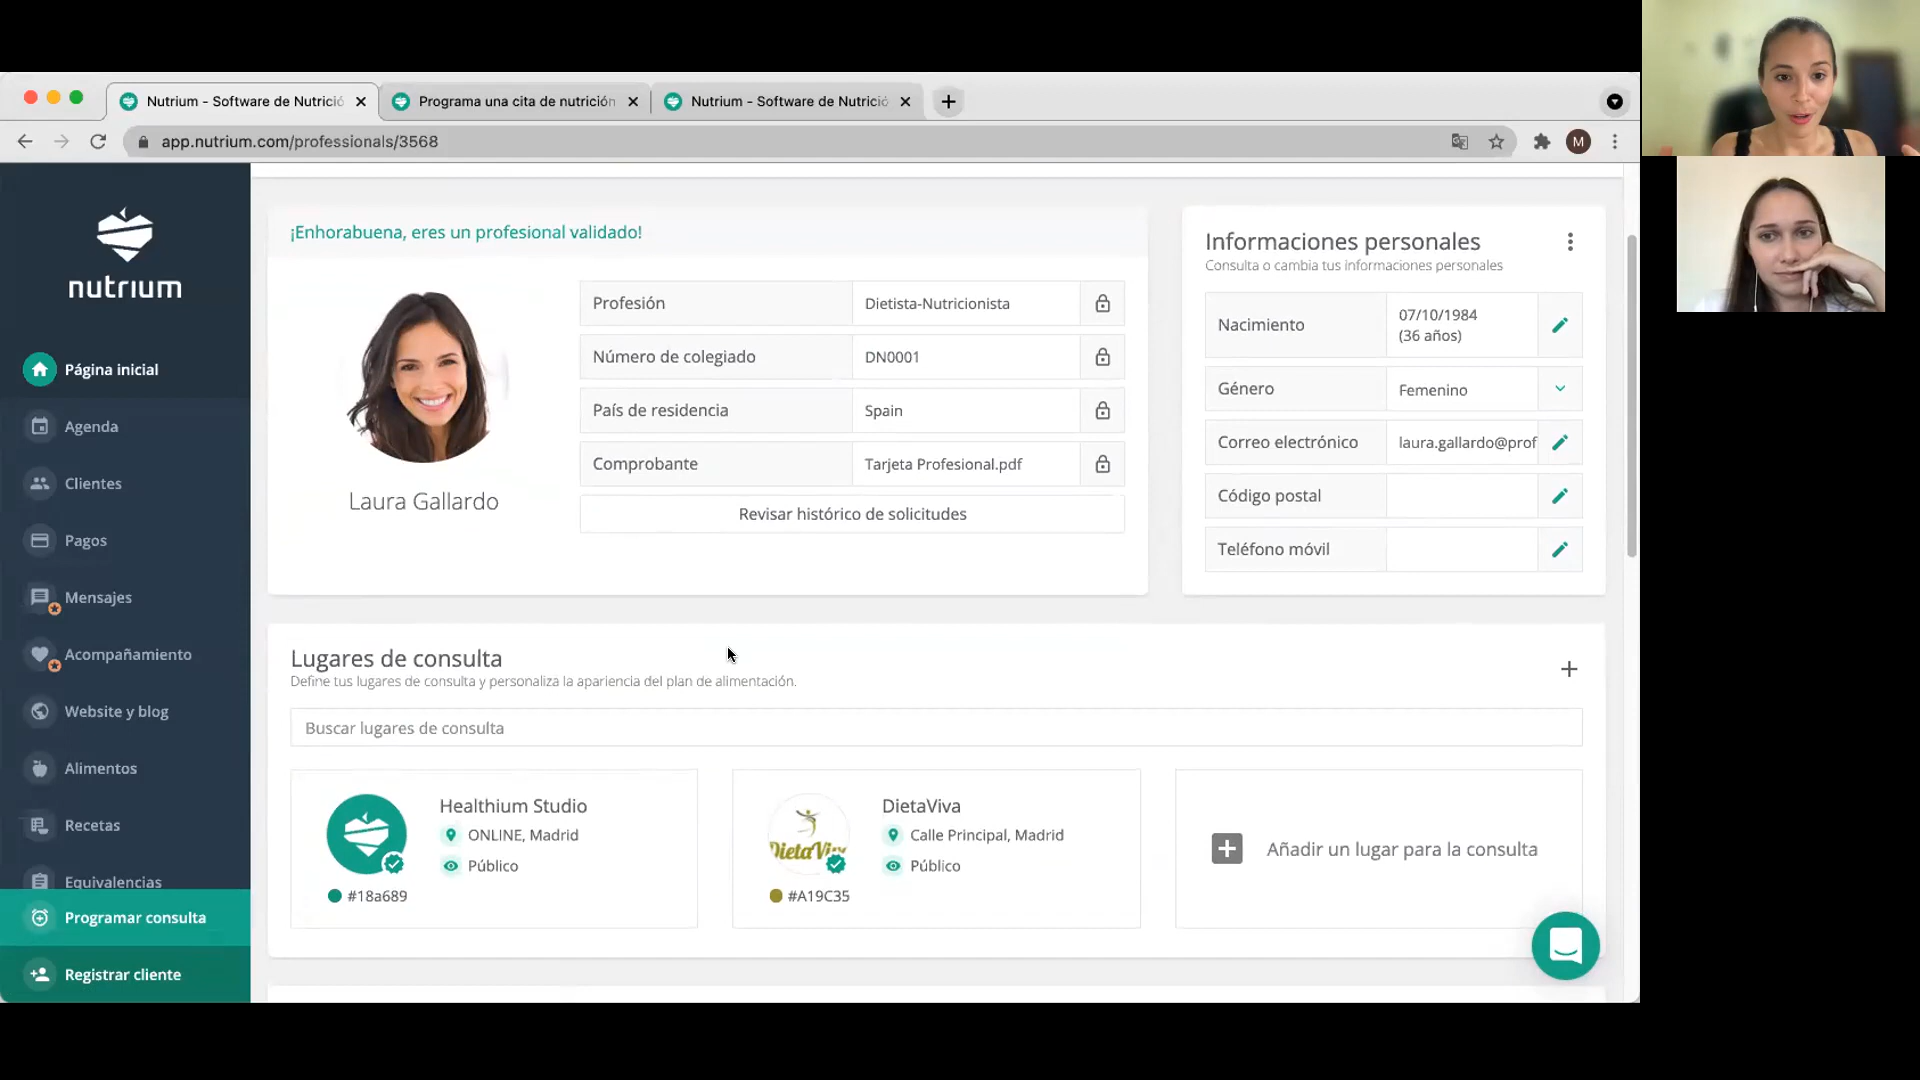 Nutrium - Software de Nutrició
Programa una cita de nutrición
Nutrium - Software de Nutrició
app.nutrium.com/professionals/3568
M
nutrium
Página inicial
Agenda
Clientes
Pagos
Mensajes
Acompañamiento
Website y blog
Alimentos
Recetas
Equivalencias
Programar consulta
Registrar cliente
¡Enhorabuena, eres un profesional validado!
Laura Gallardo
Profesión Dietista-Nutricionista
Número de colegiado DN0001
País de residencia Spain
Comprobante Tarjeta Profesional.pdf
Revisar histórico de solicitudes
Informaciones personales
Consulta o cambia tus informaciones personales
Nacimiento 07/10/1984
(36 años)
Género Femenino
Correo electrónico laura.gallardo@prof
Código postal
Teléfono móvil
Lugares de consulta
Define tus lugares de consulta y personaliza la apariencia del plan de alimentación.
Buscar lugares de consulta
Healthium Studio
ONLINE, Madrid
Público
#18a689
DietaViva
DietaViv
Calle Principal, Madrid
Público
#A19C35
Añadir un lugar para la consulta